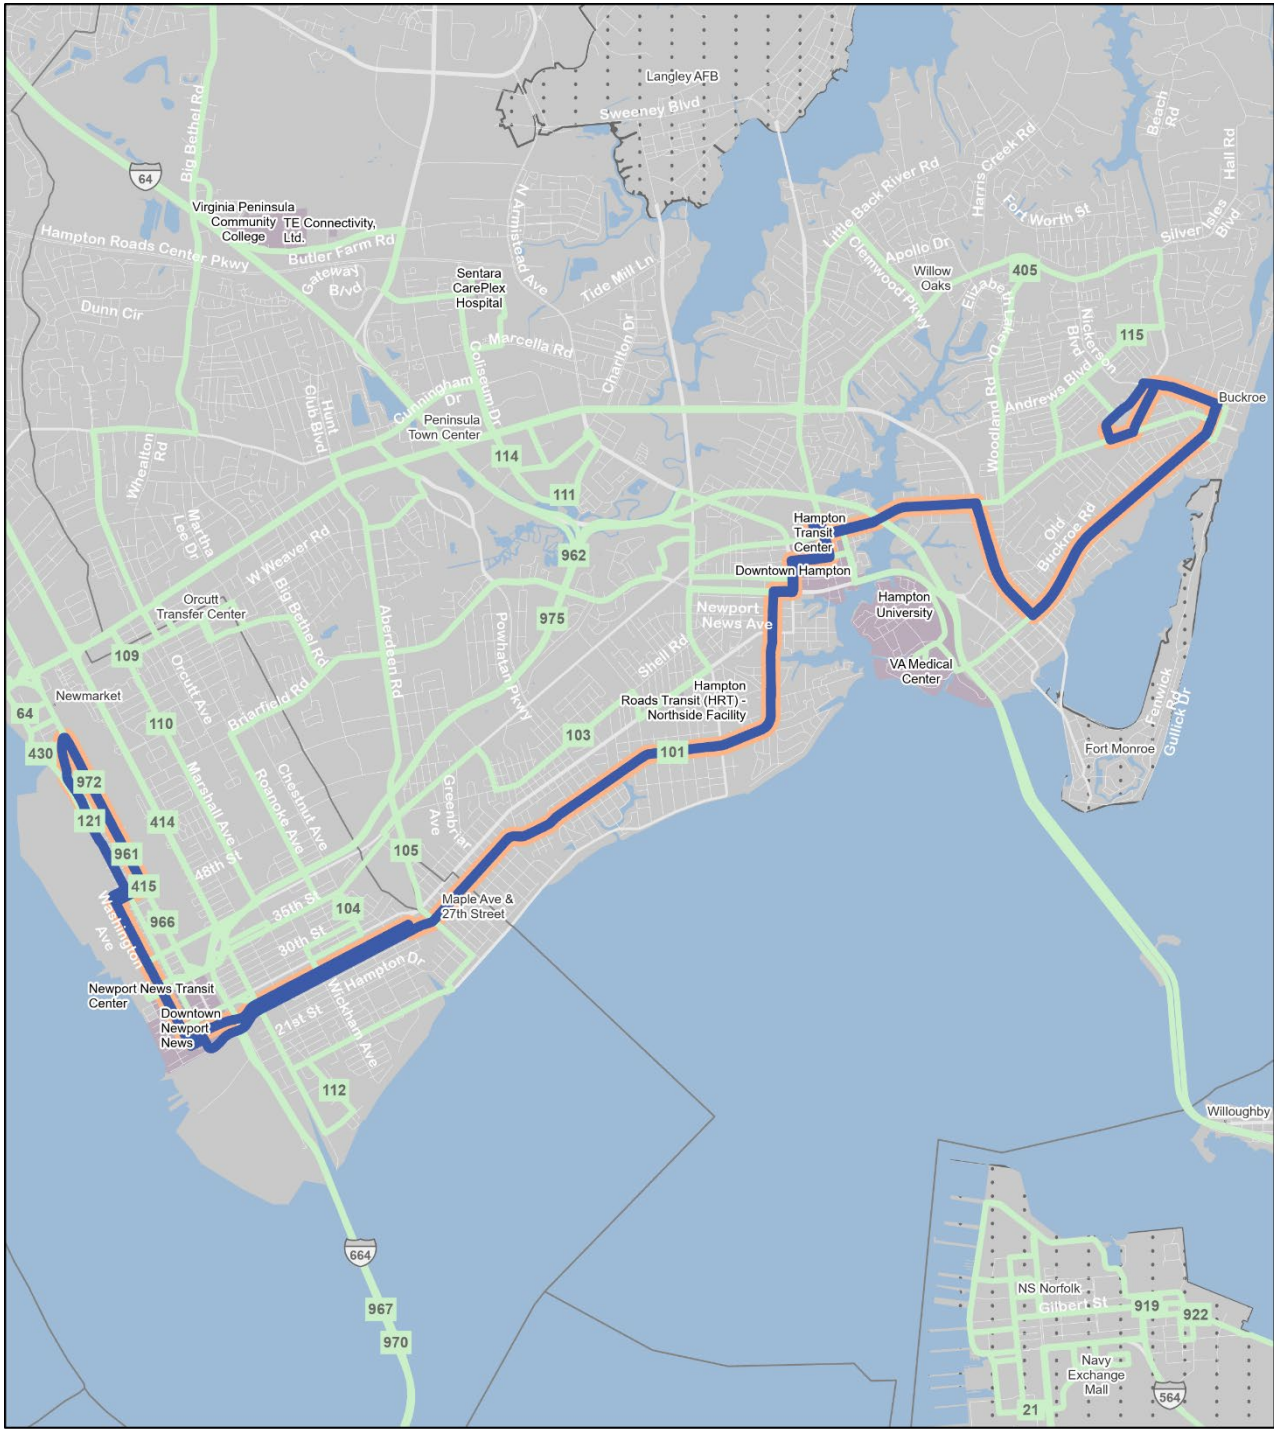 Langley AFB
Sweeney Blvd
Beach
Rd
Hall Rd
Big Bethel Rd
64
Little Back River Rd
Harris Creek Rd
Fort Worth St
Silver Isles
Blvd
N Armistead Ave
Virginia Peninsula
Community
College
TE Connectivity,
Ltd.
Butler Farm Rd
Hampton Roads Center Pkwy
Gateway
Blvd
Sentara
CarePlex
Hospital
Tide Mill Ln
Clemwood Pkwy
Apollo Dr
Willow
Oaks
405
Elizabeth Lake Dr
Dunn Cir
Marcella Rd
Charlton Dr
Nickerson
Blvd
115
Coliseum Dr
Cunningham
Dr
Hunt
Club Blvd
Peninsula
Town Center
Andrews Blvd
Buckroe
Woodland Rd
Whealton
Rd
114
111
Martha
Lee Dr
W Weaver Rd
962
Hampton
Transit
Center
Old
Buckroe Rd
Downtown Hampton
Big Bethel Rd
Orcutt
Transfer Center
Aberdeen Rd
975
Powhatan Pkwy
Newport
News Ave
Hampton
University
109
Shell Rd
VA Medical
Center
Orcutt Ave
Newmarket
Briarfield Rd
Hampton
Roads Transit (HRT) -
Northside Facility
Fenwick
Rd
Gullick Dr
64
110
430
103
101
Fort Monroe
972
Marshall Ave
Roanoke Ave
Chestnut Ave
Greenbriar
Ave
121
414
961
48th St
105
415
Washington
Ave
966
35th St
104
Maple Ave &
27th Street
30th St
Hampton Dr
Newport News Transit
Center
Wickham Ave
Downtown
Newport
News
21st St
112
Willoughby
664
967
970
NS Norfolk
Gilbert St
919
922
Navy
Exchange
Mall
564
21